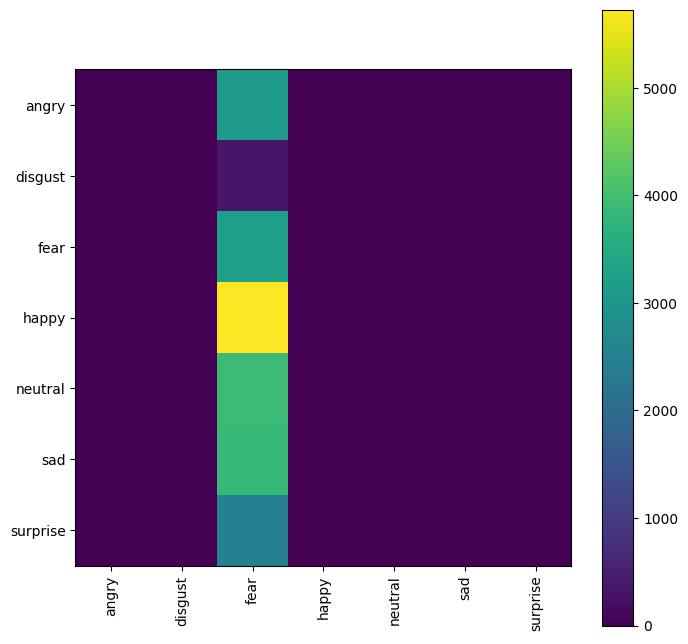 angry
disgust
fear
happy
neutral
sad
surprise
angry
disgust
fear
happy
neutral
sad
surprise
5000
4000
3000
2000
1000
0